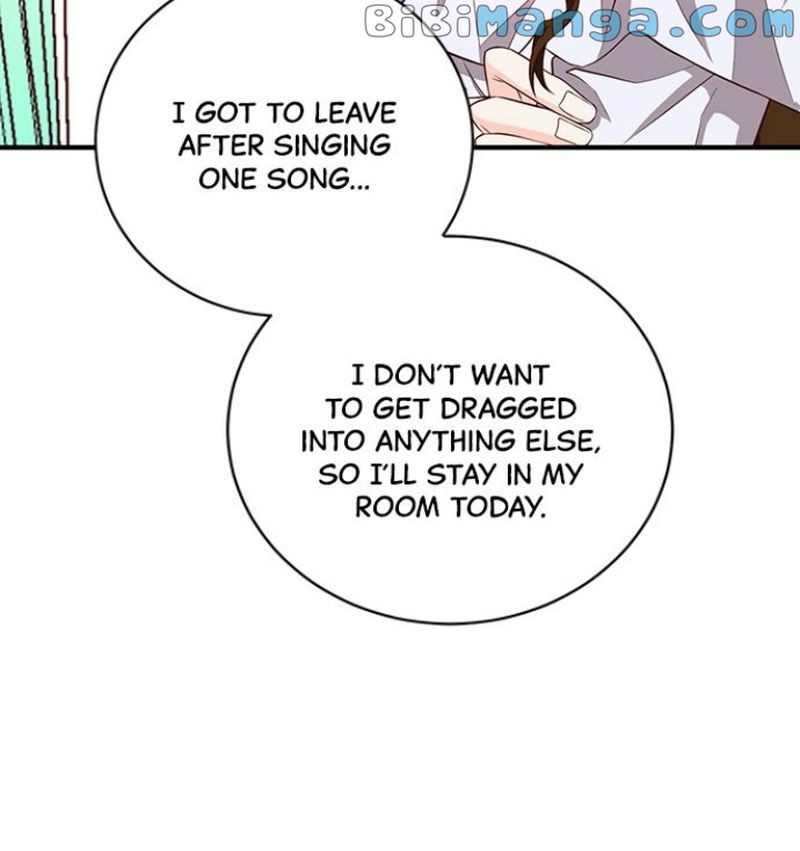 BiBiManga.Com
I GOT TO LEAVE
AFTER SINGING
ONE SONG...
I DON'T WANT
TO GET DRAGGED
INTO ANYTHING ELSE,
SO I'LL STAY IN MY
ROOM TODAY.